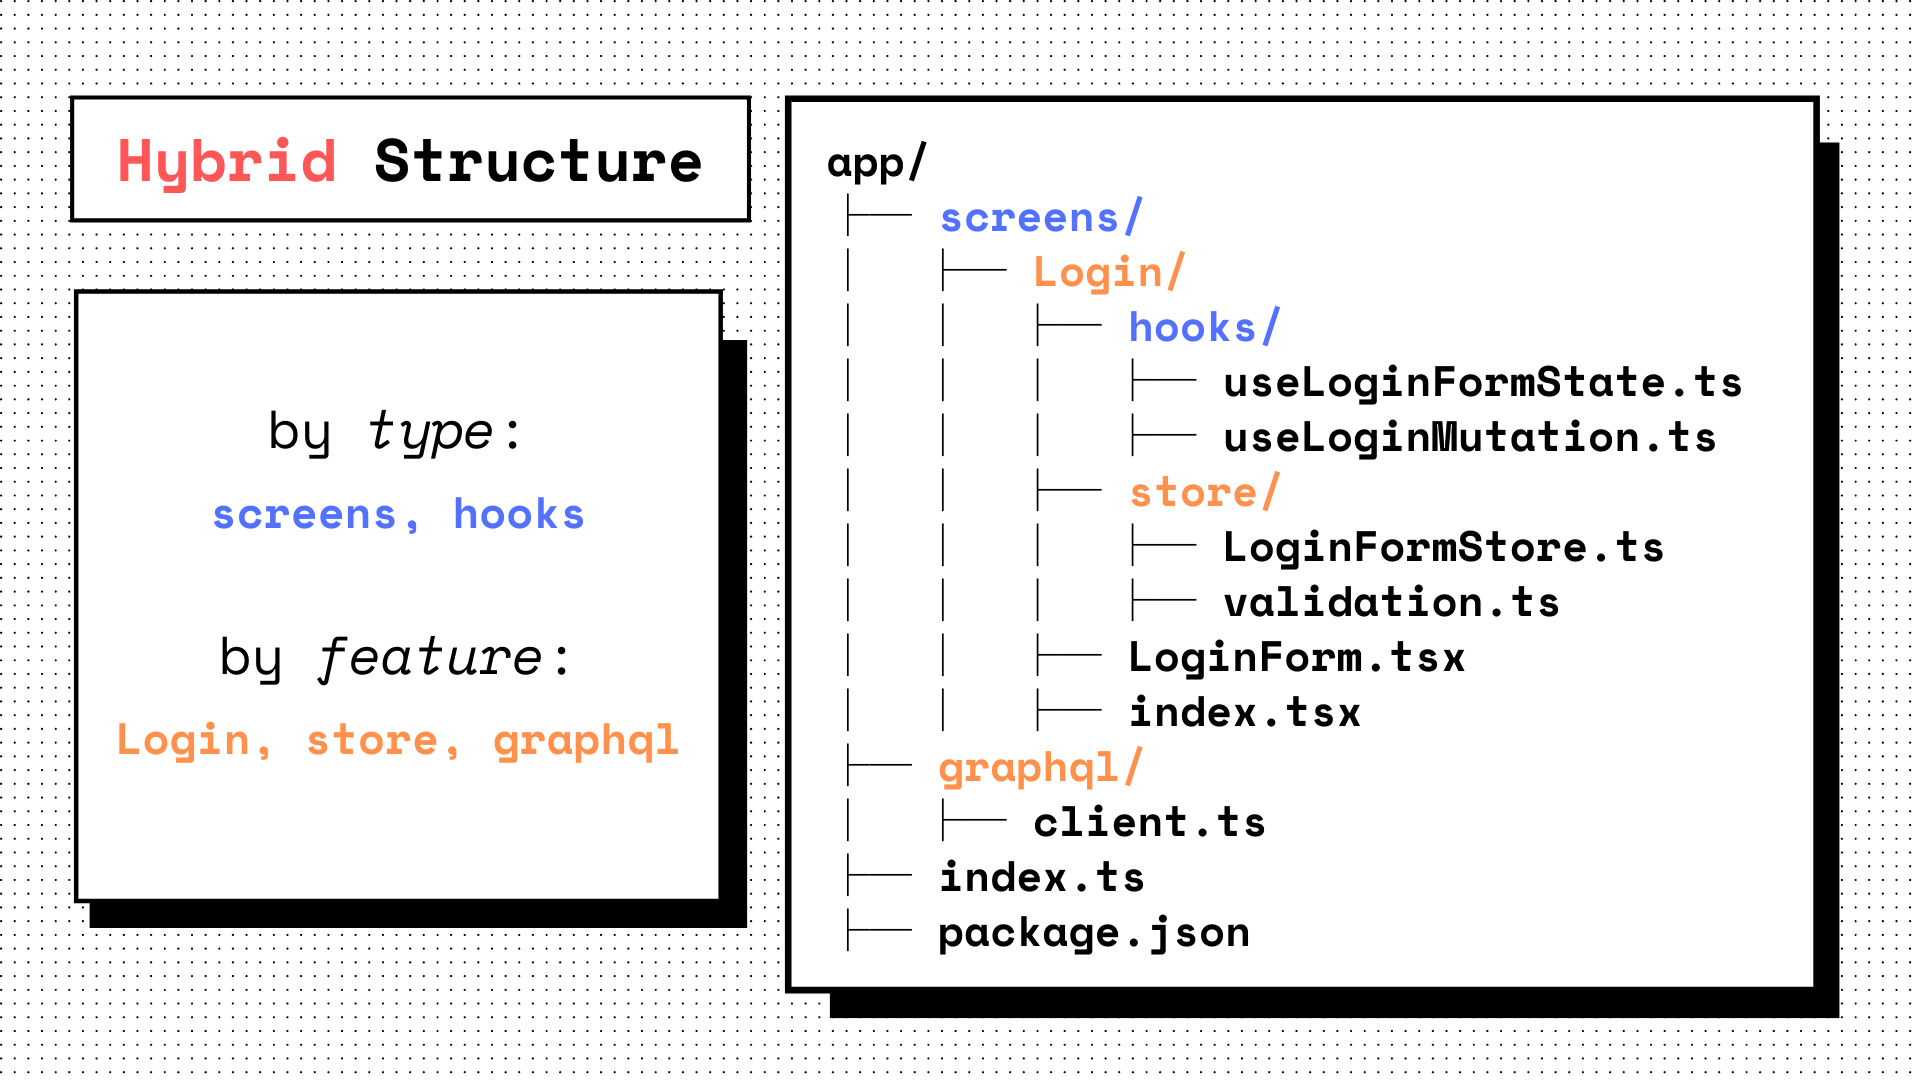 Hybrid Structure
by type:
screens, hooks
by feature:
Login, store, graphql
app/
├── screens/
│   ├── Login/
│   │   ├── hooks/
│   │   │   ├── useLoginFormState.ts
│   │   │   ├── useLoginMutation.ts
│   │   ├── store/
│   │   │   ├── LoginFormStore.ts
│   │   │   ├── validation.ts
│   │   ├── LoginForm.tsx
│   │   ├── index.tsx
├── graphql/
│   ├── client.ts
├── index.ts
├── package.json